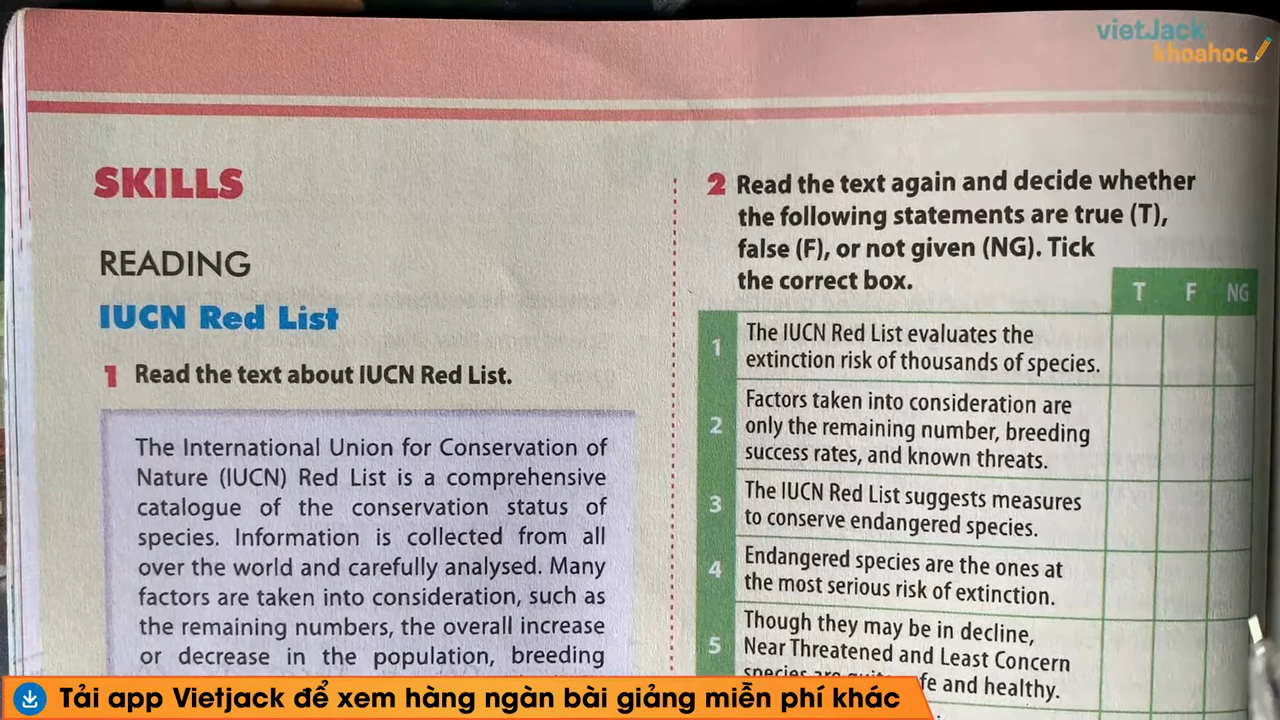 vietJack
khoahoc
SKILLS
READING
IUCN Red List
1 Read the text about IUCN Red List.
The International Union for Conservation of
Nature (IUCN) Red List is a comprehensive
catalogue of the conservation status of
species. Information is collected from all
over the world and carefully analysed. Many
factors are taken into consideration, such as
the remaining numbers, the overall increase
or decrease in the population, breeding
2 Read the text again and decide whether
the following statements are true (T),
false (F), or not given (NG). Tick
the correct box.
T F NG
1 The IUCN Red List evaluates the
extinction risk of thousands of species.
2 Factors taken into consideration are
only the remaining number, breeding
success rates, and known threats.
3 The IUCN Red List suggests measures
to conserve endangered species.
4 Endangered species are the ones at
the most serious risk of extinction.
5 Though they may be in decline,
Near Threatened and Least Concern
species are and healthy.
Tải app Vietjack để xem hàng ngàn bài giảng miễn phí khác